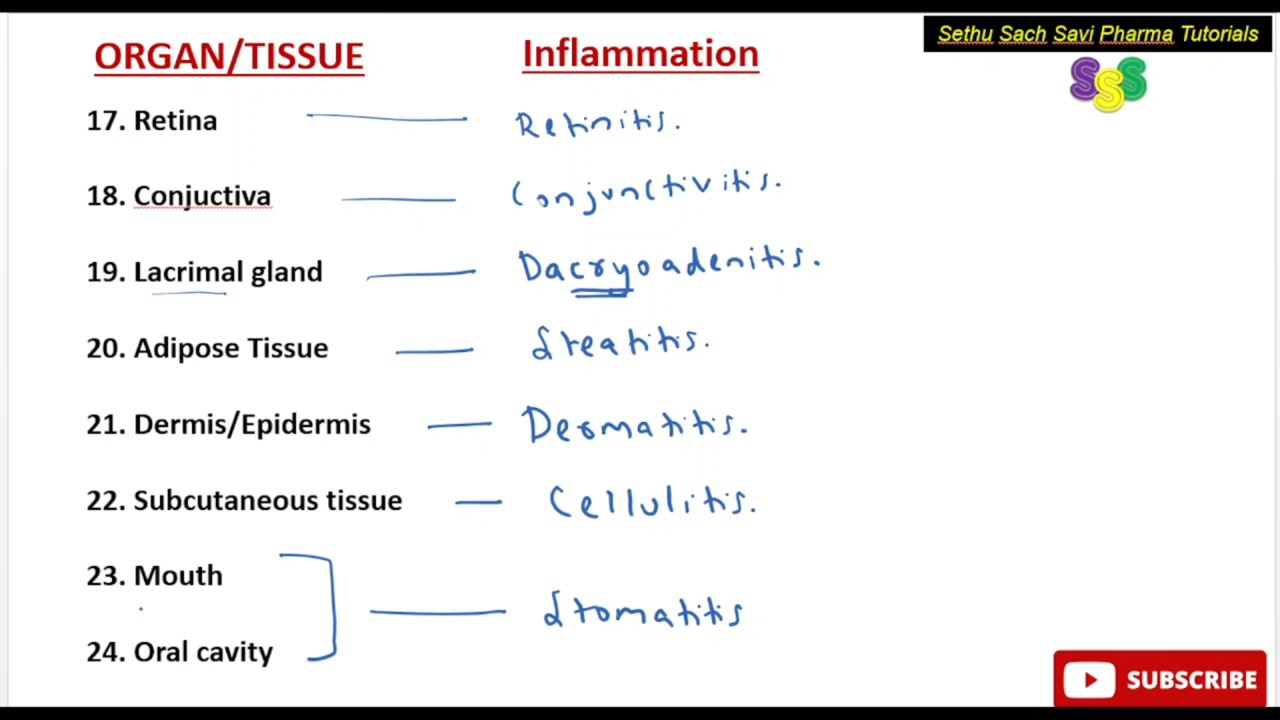 Sethu Sach Savi Pharma Tutorials
SSS
ORGAN/TISSUE Inflammation
17. Retina Retinitis.
18. Conjuctiva Conjunctivitis.
19. Lacrimal gland Dacryoadenitis.
20. Adipose Tissue Steatitis.
21. Dermis/Epidermis Dermatitis.
22. Subcutaneous tissue Cellulitis.
23. Mouth
Stomatitis
24. Oral cavity
SUBSCRIBE